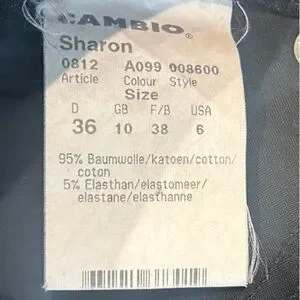 CAMBIO®
Sharon
0812 A099 008600
Article Colour Style
Size
D GB F/B USA
36 10 38 6
95% Baumwolle/katoen/cotton/
coton
5% Elasthan/elastomeer/
elastane/elasthanne